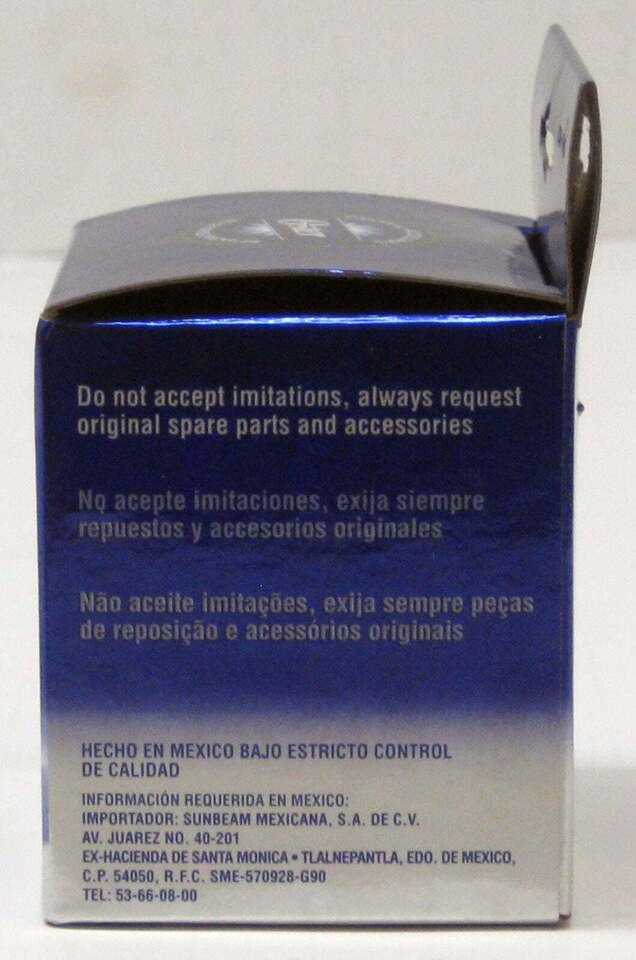 Do not accept imitations, always request
original spare parts and accessories
No acepte imitaciones, exija siempre
repuestos y accesorios originales
Não aceite imitações, exija sempre peças
de reposição e acessórios originais
HECHO EN MEXICO BAJO ESTRICTO CONTROL
DE CALIDAD
INFORMACIÓN REQUERIDA EN MEXICO:
IMPORTADOR: SUNBEAM MEXICANA, S.A. DE C.V.
AV. JUAREZ NO. 40-201
EX-HACIENDA DE SANTA MONICA • TLALNEPANTLA, EDO. DE MEXICO,
C.P. 54050, R.F.C. SME-570928-G90
TEL: 53-66-08-00